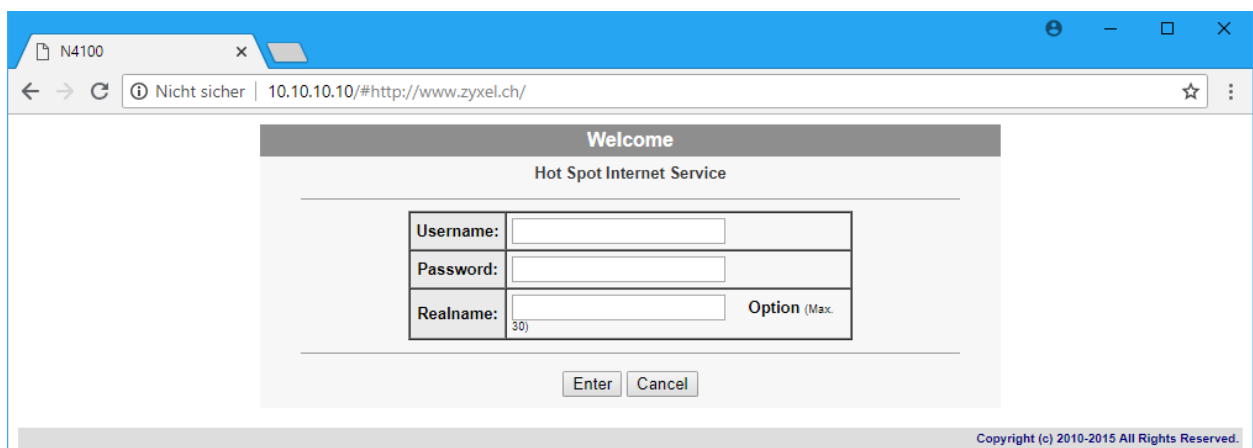 N4100
Nicht sicher | 10.10.10.10/#http://www.zyxel.ch/
Welcome
Hot Spot Internet Service
Username:
Password:
Realname: Option (Max.
30)
Enter Cancel
Copyright (c) 2010-2015 All Rights Reserved.